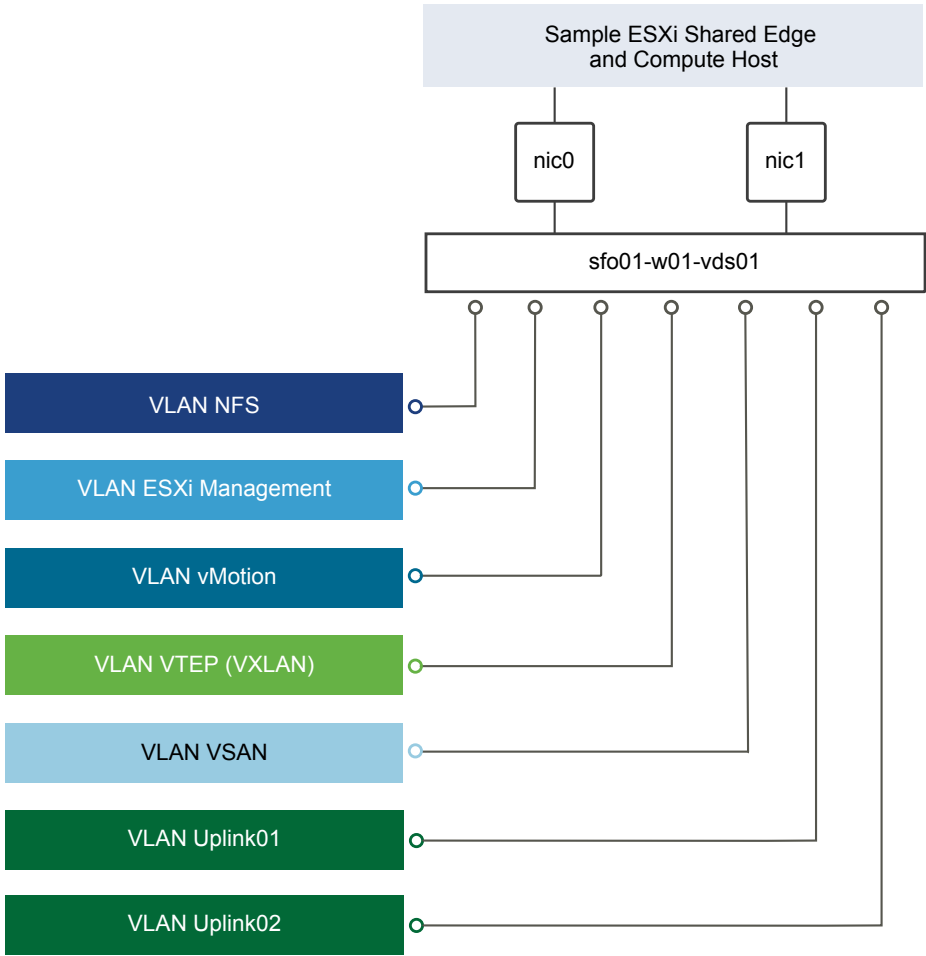 Sample ESXi Shared Edge
and Compute Host
nic0
nic1
sfo01-w01-vds01
VLAN NFS
VLAN ESXi Management
VLAN vMotion
VLAN VTEP (VXLAN)
VLAN VSAN
VLAN Uplink01
VLAN Uplink02